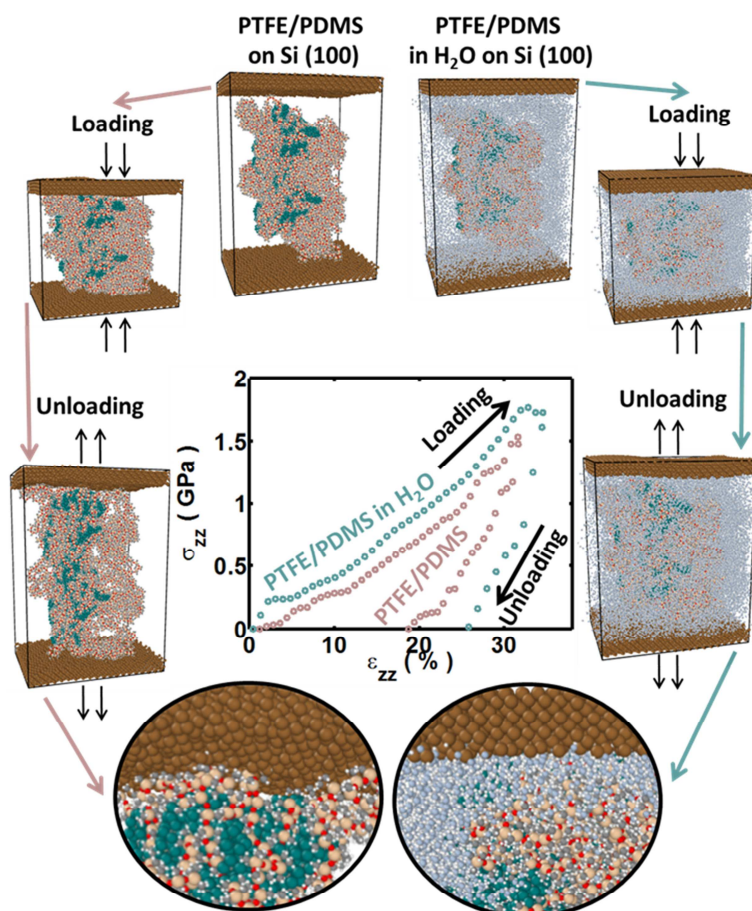 PTFE/PDMS
on Si (100)
PTFE/PDMS
in H₂O on Si (100)
Loading
Loading
Unloading
Unloading
2
1.5
1
0.5
0
σzz ( GPa )
0
10
20
30
εzz ( % )
PTFE/PDMS in H₂O
Loading
PTFE/PDMS
Unloading